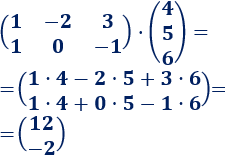 (1 −2 3
1 0 −1) · (4
5
6) =
= (1 · 4 − 2 · 5 + 3 · 6
1 · 4 + 0 · 5 − 1 · 6) =
= (12
−2)